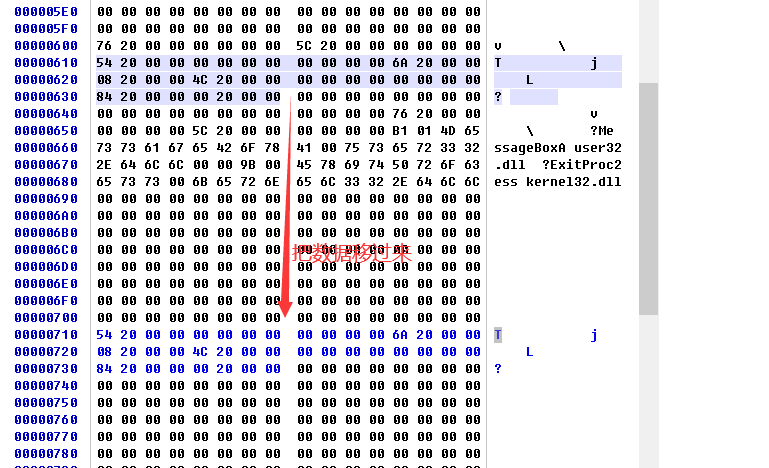 000005E0 00 00 00 00 00 00 00 00 00 00 00 00 00 00 00 00
000005F0 00 00 00 00 00 00 00 00 00 00 00 00 00 00 00 00
00000600 76 20 00 00 00 00 00 00 5C 20 00 00 00 00 00 00 v \
00000610 54 20 00 00 00 00 00 00 00 00 00 00 6A 20 00 00 T j
00000620 08 20 00 00 4C 20 00 00 00 00 00 00 00 00 00 00 L
00000630 84 20 00 00 00 20 00 00 00 00 00 00 00 00 00 00 ?
00000640 00 00 00 00 00 00 00 00 00 00 00 00 76 20 00 00 v
00000650 00 00 00 00 5C 20 00 00 00 00 00 00 B1 01 4D 65 \ ?Me
00000660 73 73 61 67 65 42 6F 78 41 00 75 73 65 72 33 32 ssageBoxA user32
00000670 2E 64 6C 6C 00 00 9B 00 45 78 69 74 50 72 6F 63 .dll ?ExitProc2
00000680 65 73 73 00 6B 65 72 6E 65 6C 33 32 2E 64 6C 6C ess kernel32.dll
00000690 00 00 00 00 00 00 00 00 00 00 00 00 00 00 00 00
000006A0 00 00 00 00 00 00 00 00 00 00 00 00 00 00 00 00
000006B0 00 00 00 00 00 00 00 00 00 00 00 00 00 00 00 00
000006C0 00 00 00 00 00 00 00 00 00 00 00 00 00 00 00 00
把数据移过来
000006D0 00 00 00 00 00 00 00 00 00 00 00 00 00 00 00 00
000006E0 00 00 00 00 00 00 00 00 00 00 00 00 00 00 00 00
000006F0 00 00 00 00 00 00 00 00 00 00 00 00 00 00 00 00
00000700 00 00 00 00 00 00 00 00 00 00 00 00 00 00 00 00
00000710 54 20 00 00 00 00 00 00 00 00 00 00 6A 20 00 00 T j
00000720 08 20 00 00 4C 20 00 00 00 00 00 00 00 00 00 00 L
00000730 84 20 00 00 00 20 00 00 00 00 00 00 00 00 00 00 ?
00000740 00 00 00 00 00 00 00 00 00 00 00 00 00 00 00 00
00000750 00 00 00 00 00 00 00 00 00 00 00 00 00 00 00 00
00000760 00 00 00 00 00 00 00 00 00 00 00 00 00 00 00 00
00000770 00 00 00 00 00 00 00 00 00 00 00 00 00 00 00 00
00000780 00 00 00 00 00 00 00 00 00 00 00 00 00 00 00 00